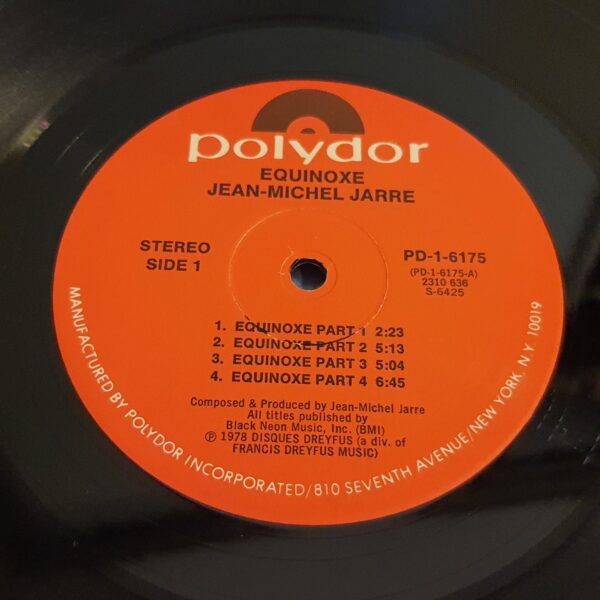 polydor
EQUINOXE
JEAN-MICHEL JARRE
STEREO
SIDE 1
PD-1-6175
(PD-1-6175-A)
2310 636
S-6425
1. EQUINOXE PART 1 2:23
2. EQUINOXE PART 2 5:13
3. EQUINOXE PART 3 5:04
4. EQUINOXE PART 4 6:45
Composed & Produced by Jean-Michel Jarre
All titles published by
Black Neon Music, Inc. (BMI)
℗ 1978 DISQUES DREYFUS (a div. of
FRANCIS DREYFUS MUSIC)
MANUFACTURED BY POLYDOR INCORPORATED/810 SEVENTH AVENUE/NEW YORK, N.Y. 10019